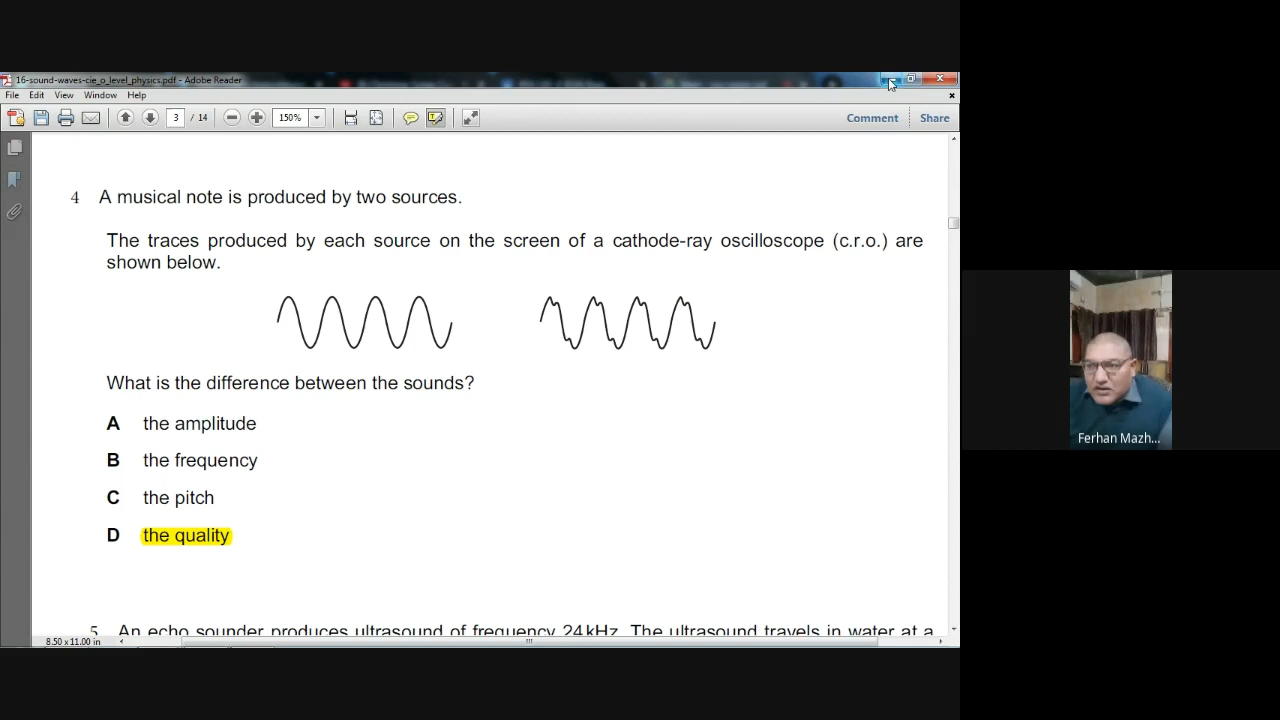 16-sound-waves-cie_o_level_physics.pdf - Adobe Reader
File Edit View Window Help
3 / 14 150% Comment Share
4 A musical note is produced by two sources.
The traces produced by each source on the screen of a cathode-ray oscilloscope (c.r.o.) are
shown below.
What is the difference between the sounds?
A the amplitude
B the frequency
C the pitch
D the quality
5 An echo sounder produces ultrasound of frequency 24 kHz. The ultrasound travels in water at a
8.50 x 11.00 in
Ferhan Mazh...